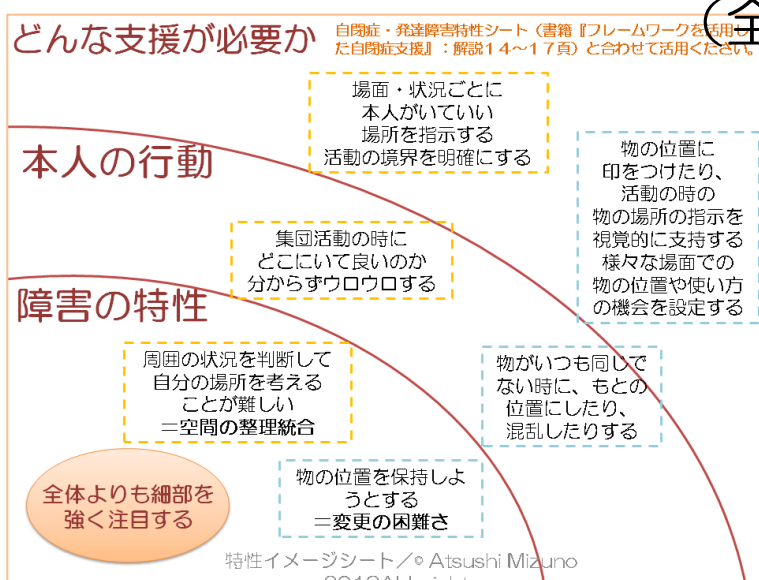 どんな支援が必要か
自閉症・発達障害特性シート（書籍『フレームワークを活用し
た自閉症支援』：解説１４～１７頁）と合わせて活用ください。
（全
場面・状況ごとに
本人がいていい
場所を指示する
活動の境界を明確にする
本人の行動
物の位置に
印をつけたり、
活動の時の
物の場所の指示を
視覚的に支持する
様々な場面での
物の位置や使い方
の機会を設定する
集団活動の時に
どこにいて良いのか
分からずウロウロする
障害の特性
周囲の状況を判断して
自分の場所を考える
ことが難しい
＝空間の整理統合
物がいつも同じで
ない時に、もとの
位置にしたり、
混乱したりする
全体よりも細部を
強く注目する
物の位置を保持しよ
うとする
＝変更の困難さ
特性イメージシート／© Atsushi Mizuno